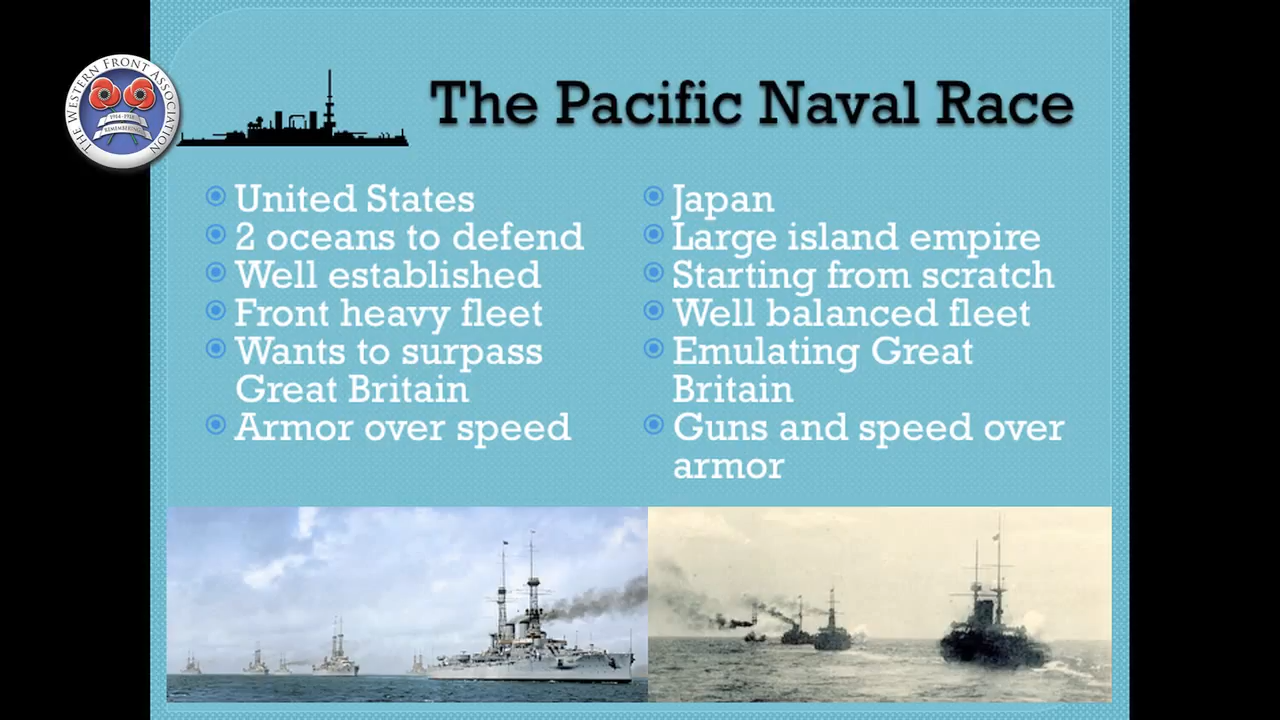 THE WESTERN FRONT ASSOCIATION
1914-1918
REMEMBERING
The Pacific Naval Race
United States
2 oceans to defend
Well established
Front heavy fleet
Wants to surpass
Great Britain
Armor over speed
Japan
Large island empire
Starting from scratch
Well balanced fleet
Emulating Great
Britain
Guns and speed over
armor